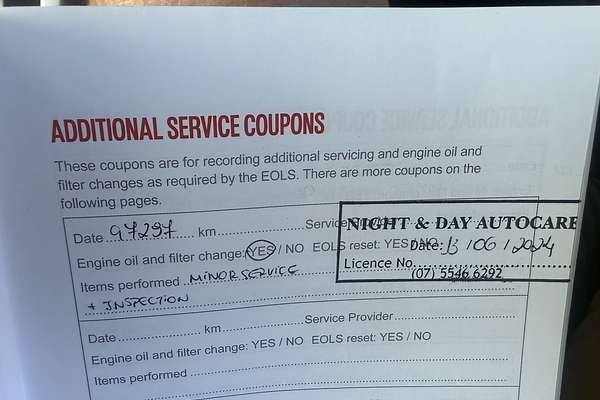 ADDITIONAL SERVICE COUPONS
These coupons are for recording additional servicing and engine oil and
filter changes as required by the EOLS. There are more coupons on the
following pages.
Date 97297 km Service Provider NIGHT & DAY AUTOCARE
Engine oil and filter change: YES / NO EOLS reset: YES / NO Date: 13 / 06 / 2024
Licence No.
Items performed MINOR SERVICE (07) 5546 6292
+ INSPECTION
Date km Service Provider
Engine oil and filter change: YES / NO EOLS reset: YES / NO
Items performed